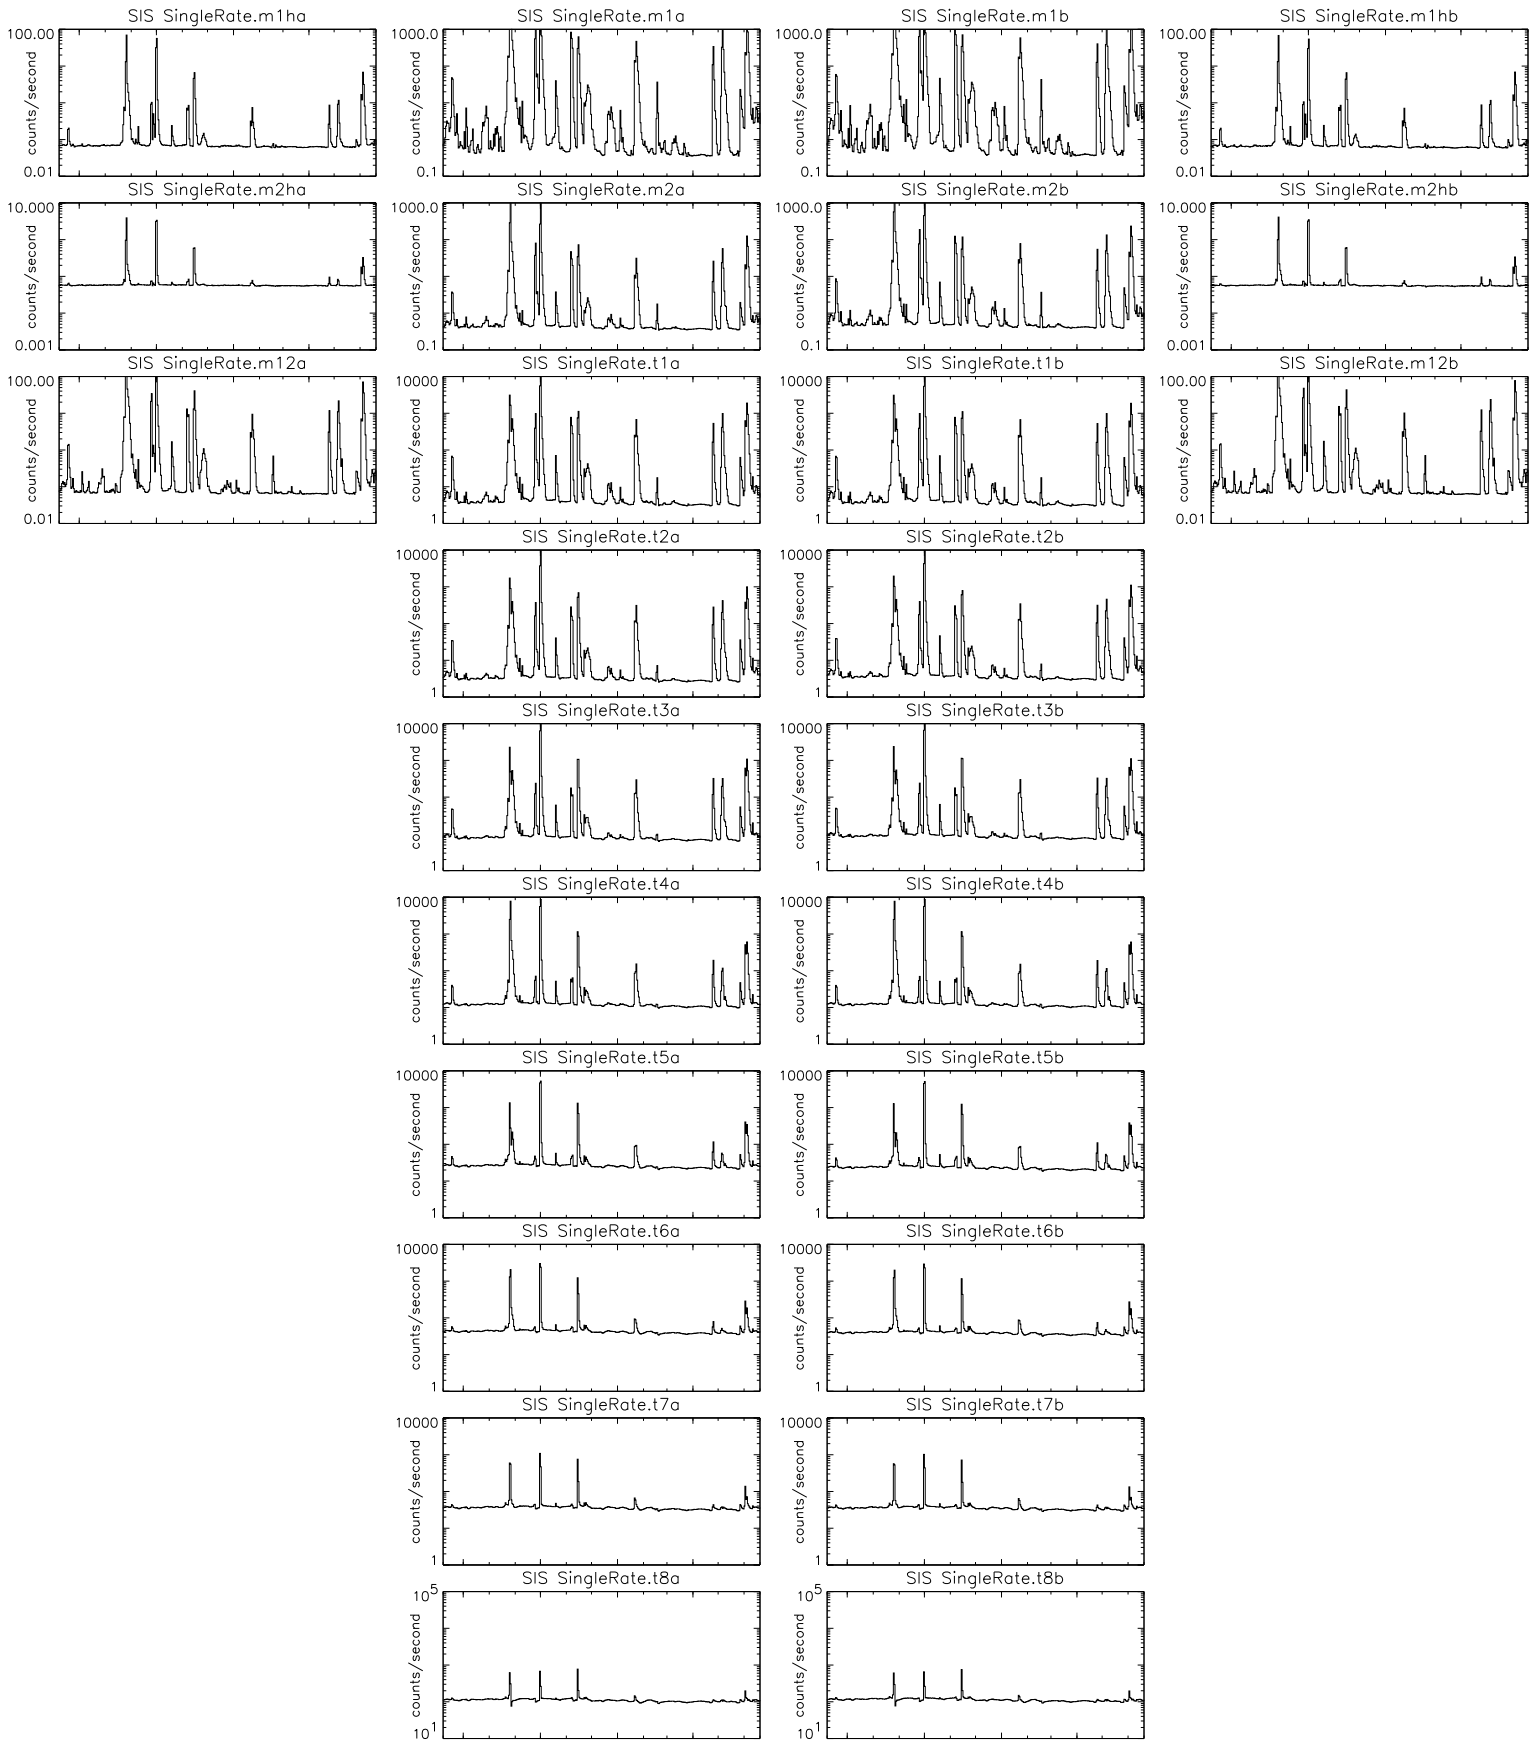 SIS SingleRate.m1ha
SIS SingleRate.m1a
SIS SingleRate.m1b
SIS SingleRate.m1hb
100.00
counts/second
0.01
1000.0
counts/second
0.1
1000.0
counts/second
0.1
100.00
counts/second
0.01
SIS SingleRate.m2ha
SIS SingleRate.m2a
SIS SingleRate.m2b
SIS SingleRate.m2hb
10.000
counts/second
0.001
1000.0
counts/second
0.1
1000.0
counts/second
0.1
10.000
counts/second
0.001
SIS SingleRate.m12a
SIS SingleRate.t1a
SIS SingleRate.t1b
SIS SingleRate.m12b
100.00
counts/second
0.01
10000
counts/second
1
10000
counts/second
1
100.00
counts/second
0.01
SIS SingleRate.t2a
SIS SingleRate.t2b
10000
counts/second
1
10000
counts/second
1
SIS SingleRate.t3a
SIS SingleRate.t3b
10000
counts/second
1
10000
counts/second
1
SIS SingleRate.t4a
SIS SingleRate.t4b
10000
counts/second
1
10000
counts/second
1
SIS SingleRate.t5a
SIS SingleRate.t5b
10000
counts/second
1
10000
counts/second
1
SIS SingleRate.t6a
SIS SingleRate.t6b
10000
counts/second
1
10000
counts/second
1
SIS SingleRate.t7a
SIS SingleRate.t7b
10000
counts/second
1
10000
counts/second
1
SIS SingleRate.t8a
SIS SingleRate.t8b
10⁵
counts/second
10¹
10⁵
counts/second
10¹